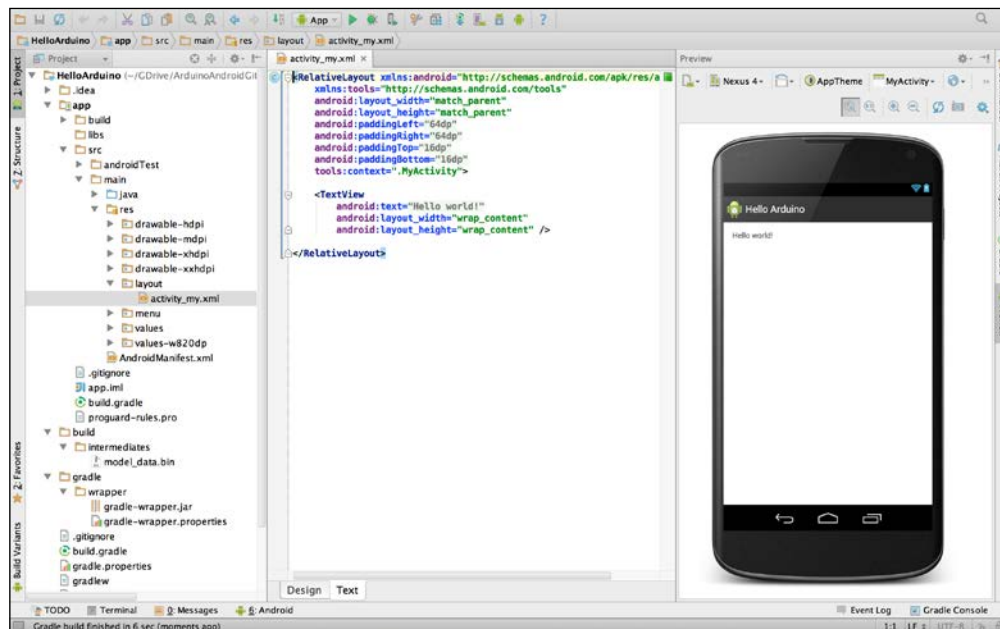 App
HelloArduino app src main res layout activity_my.xml
Project
activity_my.xml
Preview
1: Project
Z: Structure
2: Favorites
Build Variants
HelloArduino (~/GDrive/ArduinoAndroidGit
.idea
app
build
libs
src
androidTest
main
java
res
drawable-hdpi
drawable-mdpi
drawable-xhdpi
drawable-xxhdpi
layout
activity_my.xml
menu
values
values-w820dp
AndroidManifest.xml
.gitignore
app.iml
build.gradle
proguard-rules.pro
build
intermediates
model_data.bin
gradle
wrapper
gradle-wrapper.jar
gradle-wrapper.properties
.gitignore
build.gradle
gradle.properties
gradlew
<RelativeLayout xmlns:android="http://schemas.android.com/apk/res/a
xmlns:tools="http://schemas.android.com/tools"
android:layout_width="match_parent"
android:layout_height="match_parent"
android:paddingLeft="64dp"
android:paddingRight="64dp"
android:paddingTop="16dp"
android:paddingBottom="16dp"
tools:context=".MyActivity">
<TextView
android:text="Hello world!"
android:layout_width="wrap_content"
android:layout_height="wrap_content" />
</RelativeLayout>
Design Text
Nexus 4 AppTheme MyActivity
Hello Arduino
Hello world!
TODO Terminal 0: Messages 6: Android Event Log Gradle Console
Gradle build finished in 6 sec (moments ago) 1:1 LF UTF-8